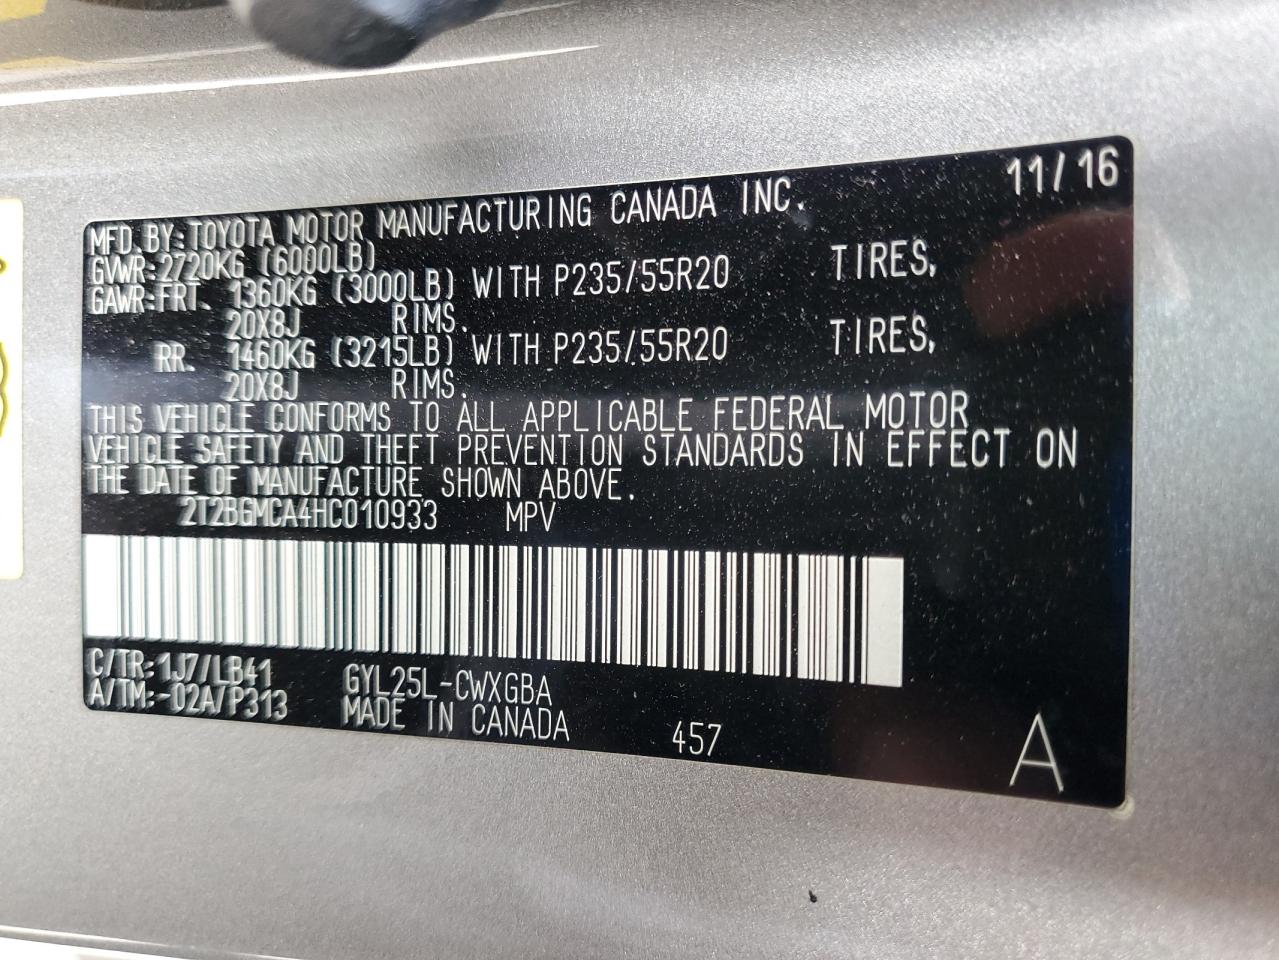 11/16
MFD. BY: TOYOTA MOTOR MANUFACTURING CANADA INC.
GVWR: 2720KG (6000LB)
GAWR: FRT. 1360KG (3000LB) WITH P235/55R20 TIRES,
20X8J RIMS.
RR. 1460KG (3215LB) WITH P235/55R20 TIRES,
20X8J RIMS.
THIS VEHICLE CONFORMS TO ALL APPLICABLE FEDERAL MOTOR
VEHICLE SAFETY AND THEFT PREVENTION STANDARDS IN EFFECT ON
THE DATE OF MANUFACTURE SHOWN ABOVE.
2T2BGMCA4HC010933 MPV
C/TR: 1J7/LB41 GYL25L-CWXGBA
A/TM: -02A/P313 MADE IN CANADA 457
A